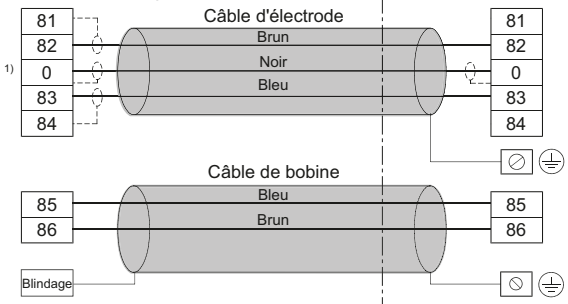 Câble d'électrode
81 81
82 Brun 82
1) 0 Noir 0
83 Bleu 83
84 84
Câble de bobine
85 Bleu 85
86 Brun 86
Blindage